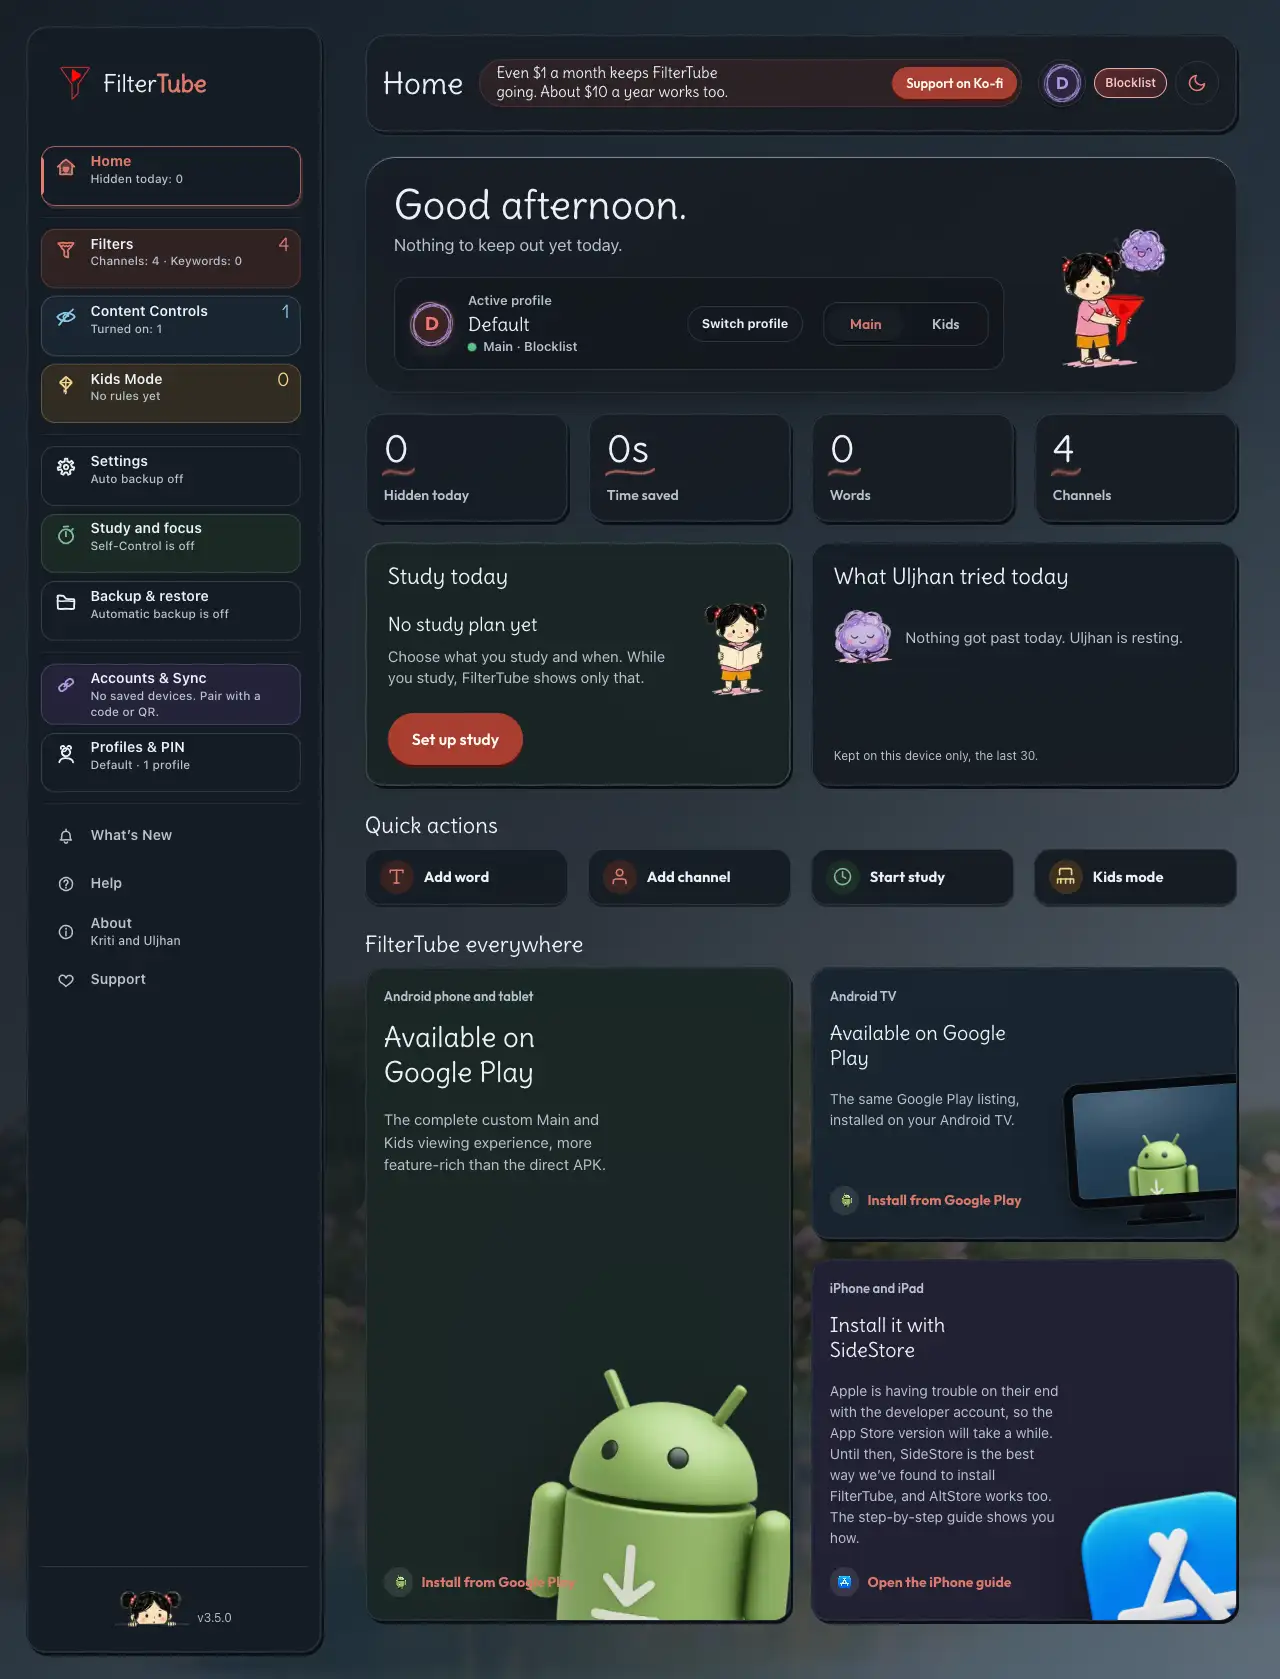 FilterTube
Home
Hidden today: 0
Filters
4
Channels: 4 · Keywords: 0
Content Controls
1
Turned on: 1
Kids Mode
0
No rules yet
Settings
Auto backup off
Study and focus
Self-Control is off
Backup & restore
Automatic backup is off
Accounts & Sync
No saved devices. Pair with a
code or QR.
Profiles & PIN
Default · 1 profile
What's New
Help
About
Kriti and Uljhan
Support
v3.5.0
Home
Even $1 a month keeps FilterTube
going. About $10 a year works too.
Support on Ko-fi
D
Blocklist
Good afternoon.
Nothing to keep out yet today.
D
Active profile
Default
Main · Blocklist
Switch profile
Main
Kids
0
Hidden today
0s
Time saved
0
Words
4
Channels
Study today
No study plan yet
Choose what you study and when. While
you study, FilterTube shows only that.
Set up study
What Uljhan tried today
Nothing got past today. Uljhan is resting.
Kept on this device only, the last 30.
Quick actions
Add word
Add channel
Start study
Kids mode
FilterTube everywhere
Android phone and tablet
Available on
Google Play
The complete custom Main and
Kids viewing experience, more
feature-rich than the direct APK.
Install from Google Play
Android TV
Available on Google
Play
The same Google Play listing,
installed on your Android TV.
Install from Google Play
iPhone and iPad
Install it with
SideStore
Apple is having trouble on their end
with the developer account, so the
App Store version will take a while.
Until then, SideStore is the best
way we've found to install
FilterTube, and AltStore works too.
The step-by-step guide shows you
how.
Open the iPhone guide